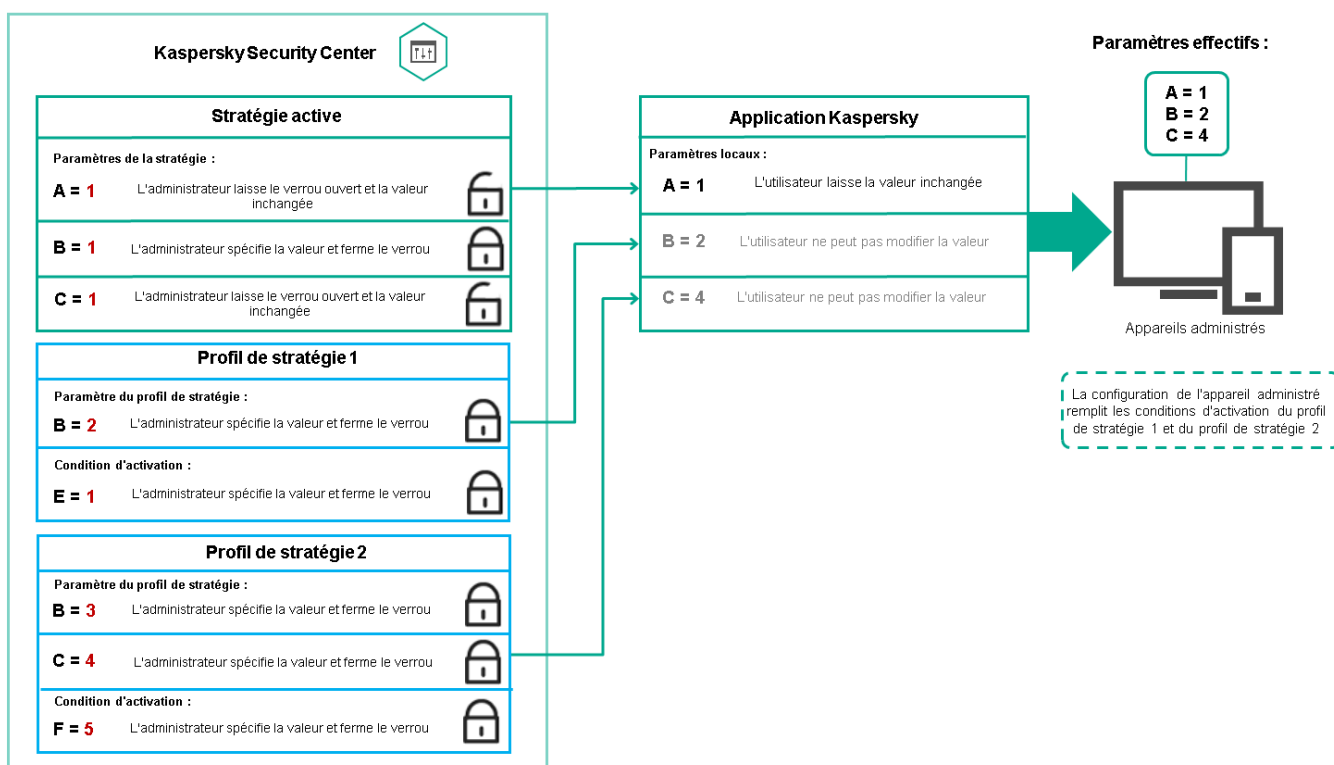 Kaspersky Security Center
Stratégie active
Paramètres de la stratégie :
A = 1
L'administrateur laisse le verrou ouvert et la valeur
inchangée
B = 1
L'administrateur spécifie la valeur et ferme le verrou
C = 1
L'administrateur laisse le verrou ouvert et la valeur
inchangée
Profil de stratégie 1
Paramètre du profil de stratégie :
B = 2
L'administrateur spécifie la valeur et ferme le verrou
Condition d'activation :
E = 1
L'administrateur spécifie la valeur et ferme le verrou
Profil de stratégie 2
Paramètre du profil de stratégie :
B = 3
L'administrateur spécifie la valeur et ferme le verrou
C = 4
L'administrateur spécifie la valeur et ferme le verrou
Condition d'activation :
F = 5
L'administrateur spécifie la valeur et ferme le verrou
Application Kaspersky
Paramètres locaux :
A = 1
L'utilisateur laisse la valeur inchangée
B = 2
L'utilisateur ne peut pas modifier la valeur
C = 4
L'utilisateur ne peut pas modifier la valeur
Paramètres effectifs :
A = 1
B = 2
C = 4
Appareils administrés
La configuration de l'appareil administré
remplit les conditions d'activation du profil
de stratégie 1 et du profil de stratégie 2